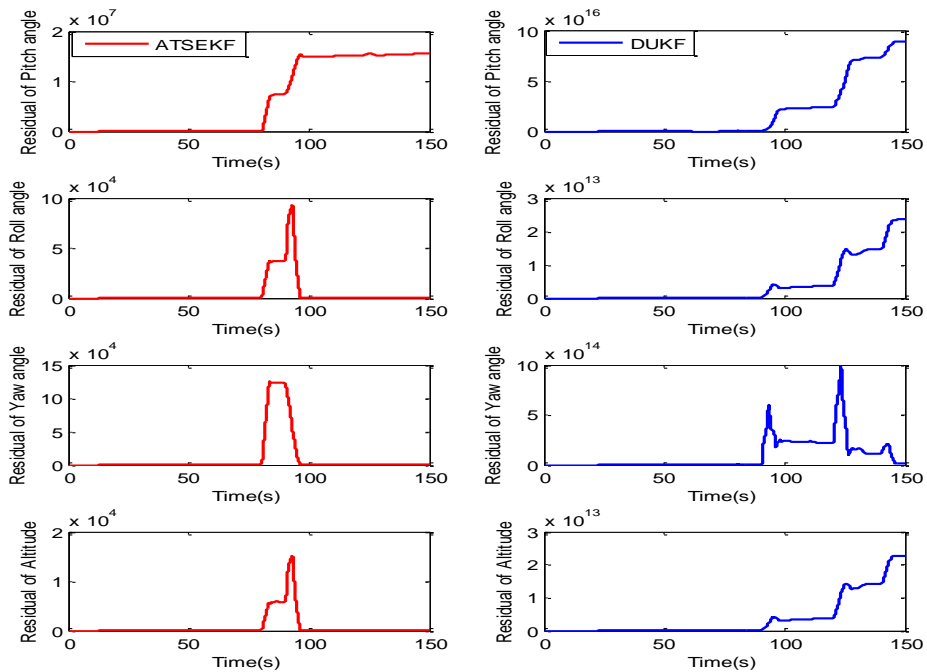 × 10^7
Residual of Pitch angle
2
1
0
ATSEKF
0 50 100 150
Time(s)
× 10^16
Residual of Pitch angle
10
5
0
DUKF
0 50 100 150
Time(s)
× 10^4
Residual of Roll angle
10
5
0
0 50 100 150
Time(s)
× 10^13
Residual of Roll angle
3
2
1
0
0 50 100 150
Time(s)
× 10^4
Residual of Yaw angle
15
10
5
0
0 50 100 150
Time(s)
× 10^14
Residual of Yaw angle
10
5
0
0 50 100 150
Time(s)
× 10^4
Residual of Altitude
2
1
0
0 50 100 150
Time(s)
× 10^13
Residual of Altitude
3
2
1
0
0 50 100 150
Time(s)